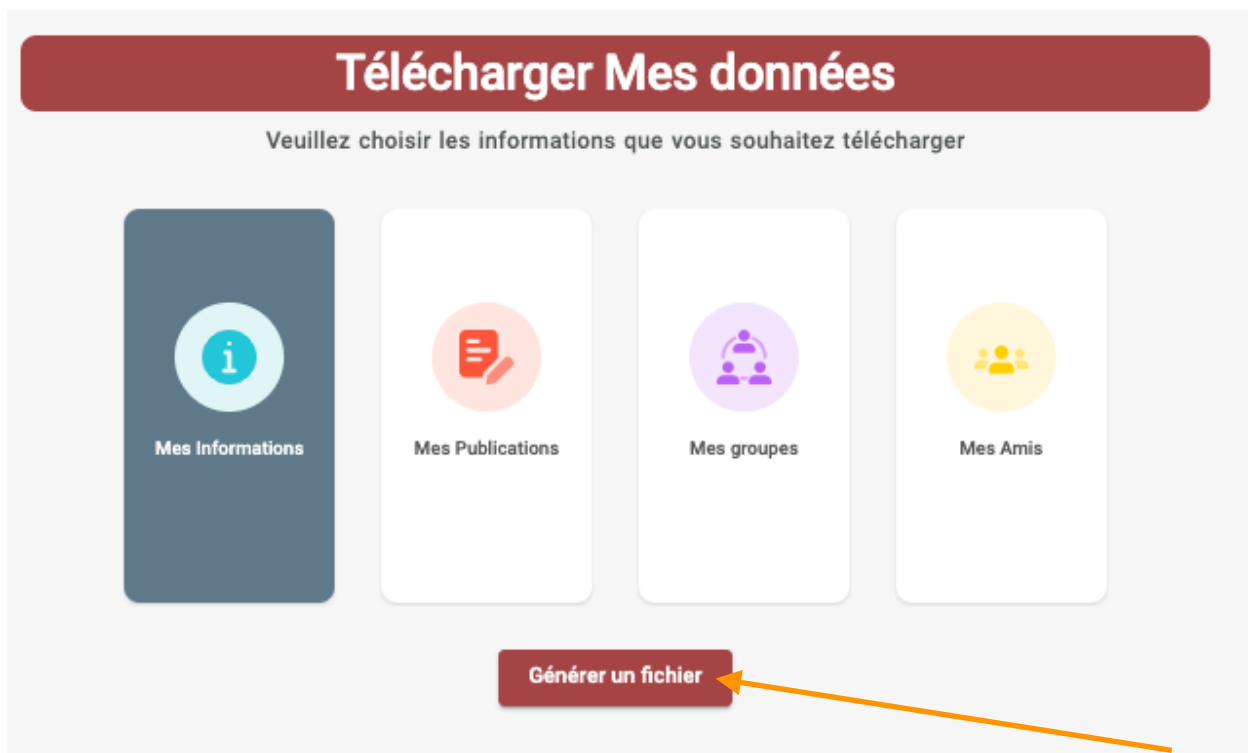 Télécharger Mes données
Veuillez choisir les informations que vous souhaitez télécharger
Mes Informations
Mes Publications
Mes groupes
Mes Amis
Générer un fichier